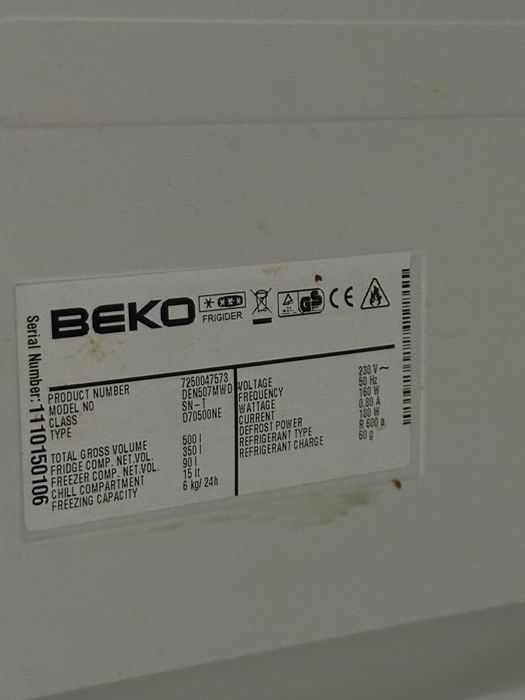 BEKO
FRIGIDER
GS
CE
Serial Number: 1110150106
PRODUCT NUMBER 7250047573
MODEL NO DEN507MWD
CLASS SN-T
TYPE D70500NE
TOTAL GROSS VOLUME 500 l
FRIDGE COMP. NET.VOL. 350 l
FREEZER COMP. NET.VOL. 90 l
CHILL COMPARTMENT 15 lt
FREEZING CAPACITY 6 kg/ 24h
VOLTAGE 230 V ~
FREQUENCY 50 Hz
WATTAGE 160 W
CURRENT 0,80 A
DEFROST POWER 180 W
REFRIGERANT TYPE R 600 a
REFRIGERANT CHARGE 60 g